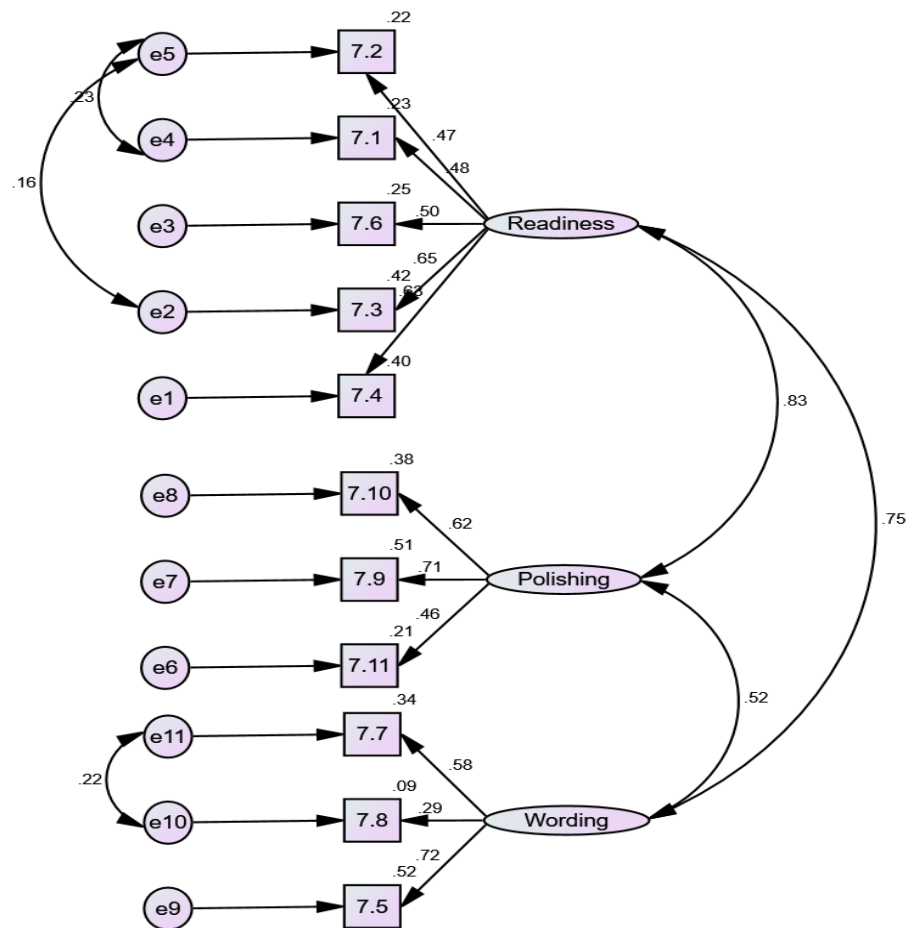 .22
e5
7.2
.23
.23
.47
e4
7.1
.48
.16
.25
e3
7.6
.50
Readiness
.65
.42
.63
e2
7.3
.40
e1
7.4
.83
.38
e8
7.10
.62
.75
.51
.71
e7
7.9
Polishing
.46
.21
e6
7.11
.34
.52
e11
7.7
.58
.22
.09
.29
e10
7.8
Wording
.72
.52
e9
7.5